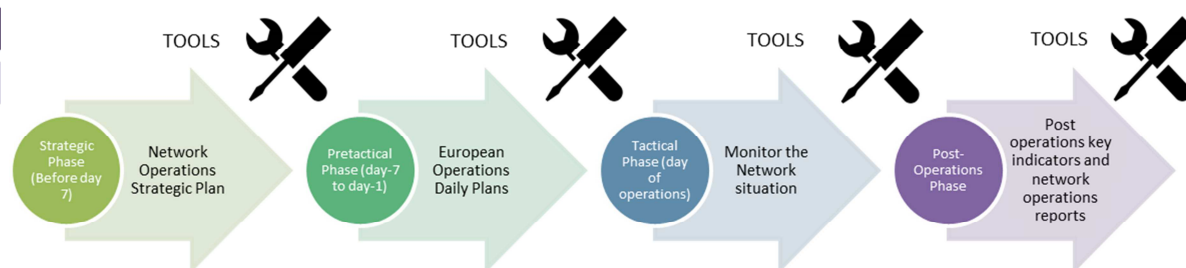 TOOLS
Strategic
Phase
(Before day
7)
Network
Operations
Strategic Plan
TOOLS
Pretactical
Phase (day-7
to day-1)
European
Operations
Daily Plans
TOOLS
Tactical
Phase (day
of
operations)
Monitor the
Network
situation
TOOLS
Post-
Operations
Phase
Post
operations key
indicators and
network
operations
reports